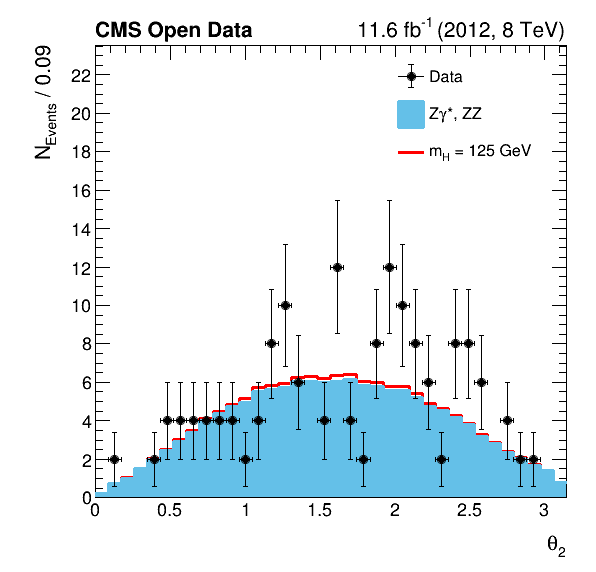 CMS Open Data 11.6 fb⁻¹ (2012, 8 TeV)
N_Events / 0.09
Data
Zγ*, ZZ
m_H = 125 GeV
22
20
18
16
14
12
10
8
6
4
2
0
0 0.5 1 1.5 2 2.5 3
θ₂